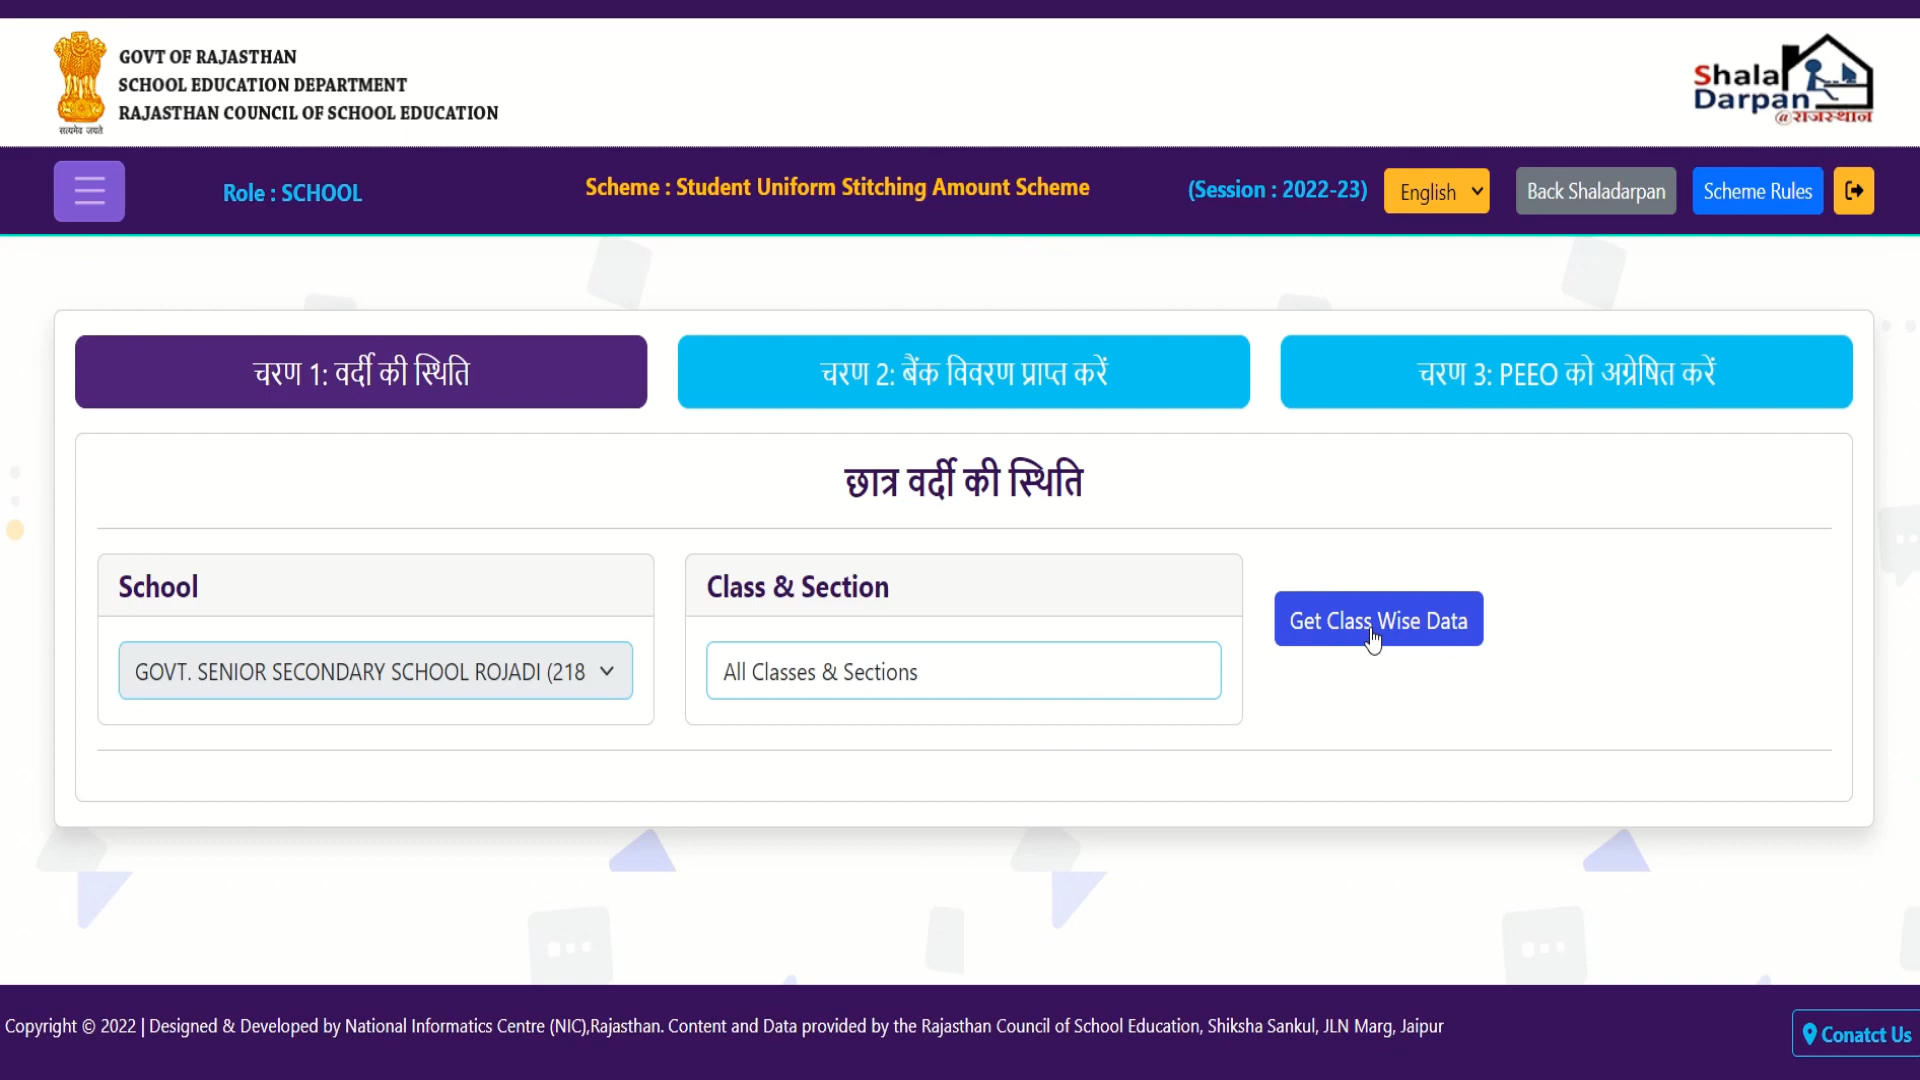 GOVT OF RAJASTHAN
SCHOOL EDUCATION DEPARTMENT
RAJASTHAN COUNCIL OF SCHOOL EDUCATION
सत्यमेव जयते
Shala
Darpan
@राजस्थान
Role : SCHOOL
Scheme : Student Uniform Stitching Amount Scheme
(Session : 2022-23)
English
Back Shaladarpan
Scheme Rules
चरण 1: वर्दी की स्थिति
चरण 2: बैंक विवरण प्राप्त करें
चरण 3: PEEO को अग्रेषित करें
छात्र वर्दी की स्थिति
School
Class & Section
Get Class Wise Data
GOVT. SENIOR SECONDARY SCHOOL ROJADI (218
All Classes & Sections
Copyright © 2022 | Designed & Developed by National Informatics Centre (NIC),Rajasthan. Content and Data provided by the Rajasthan Council of School Education, Shiksha Sankul, JLN Marg, Jaipur
Conatct Us